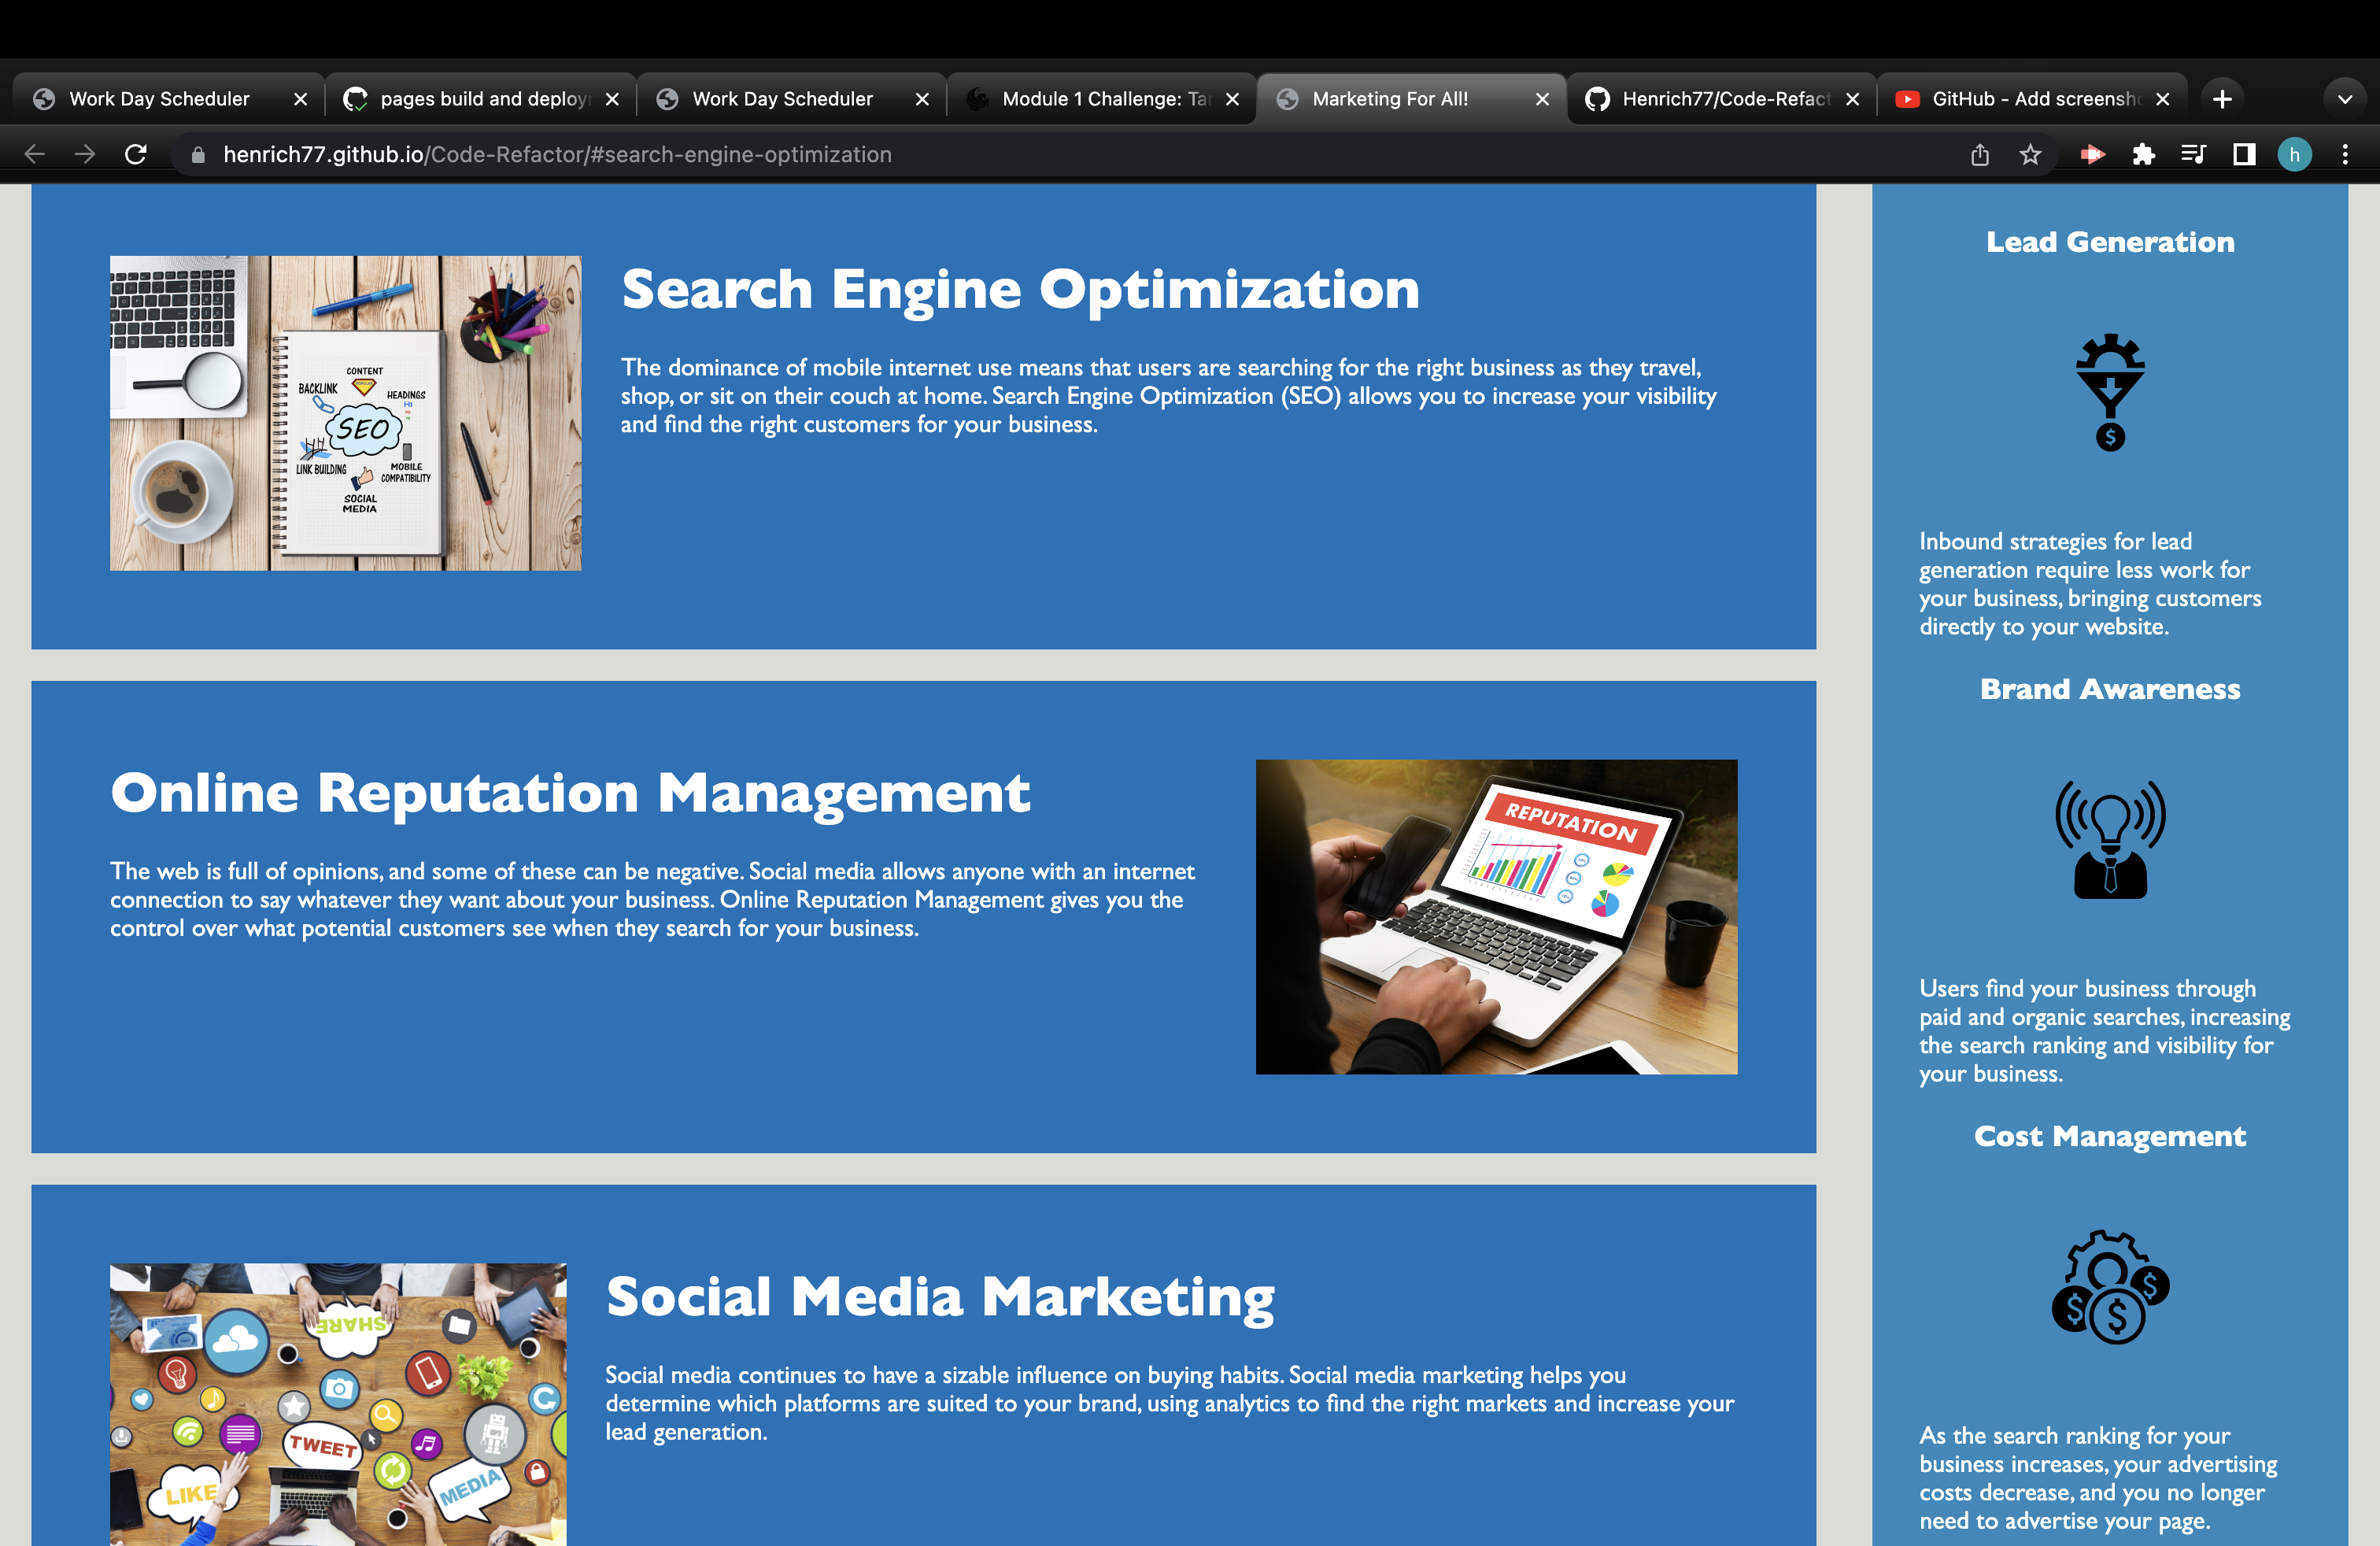 Work Day Scheduler
pages build and deploy
Work Day Scheduler
Module 1 Challenge: Ta
Marketing For All!
Henrich77/Code-Refact
GitHub - Add screensh
henrich77.github.io/Code-Refactor/#search-engine-optimization
h
Search Engine Optimization
The dominance of mobile internet use means that users are searching for the right business as they travel,
shop, or sit on their couch at home. Search Engine Optimization (SEO) allows you to increase your visibility
and find the right customers for your business.
CONTENT
BACKLINK
HEADINGS
H1
SEO
LINK BUILDING
MOBILE
COMPATIBILITY
SOCIAL
MEDIA
Online Reputation Management
The web is full of opinions, and some of these can be negative. Social media allows anyone with an internet
connection to say whatever they want about your business. Online Reputation Management gives you the
control over what potential customers see when they search for your business.
REPUTATION
Social Media Marketing
Social media continues to have a sizable influence on buying habits. Social media marketing helps you
determine which platforms are suited to your brand, using analytics to find the right markets and increase your
lead generation.
SHARE
TWEET
LIKE
MEDIA
Lead Generation
$
Inbound strategies for lead
generation require less work for
your business, bringing customers
directly to your website.
Brand Awareness
Users find your business through
paid and organic searches, increasing
the search ranking and visibility for
your business.
Cost Management
$ $ $
As the search ranking for your
business increases, your advertising
costs decrease, and you no longer
need to advertise your page.